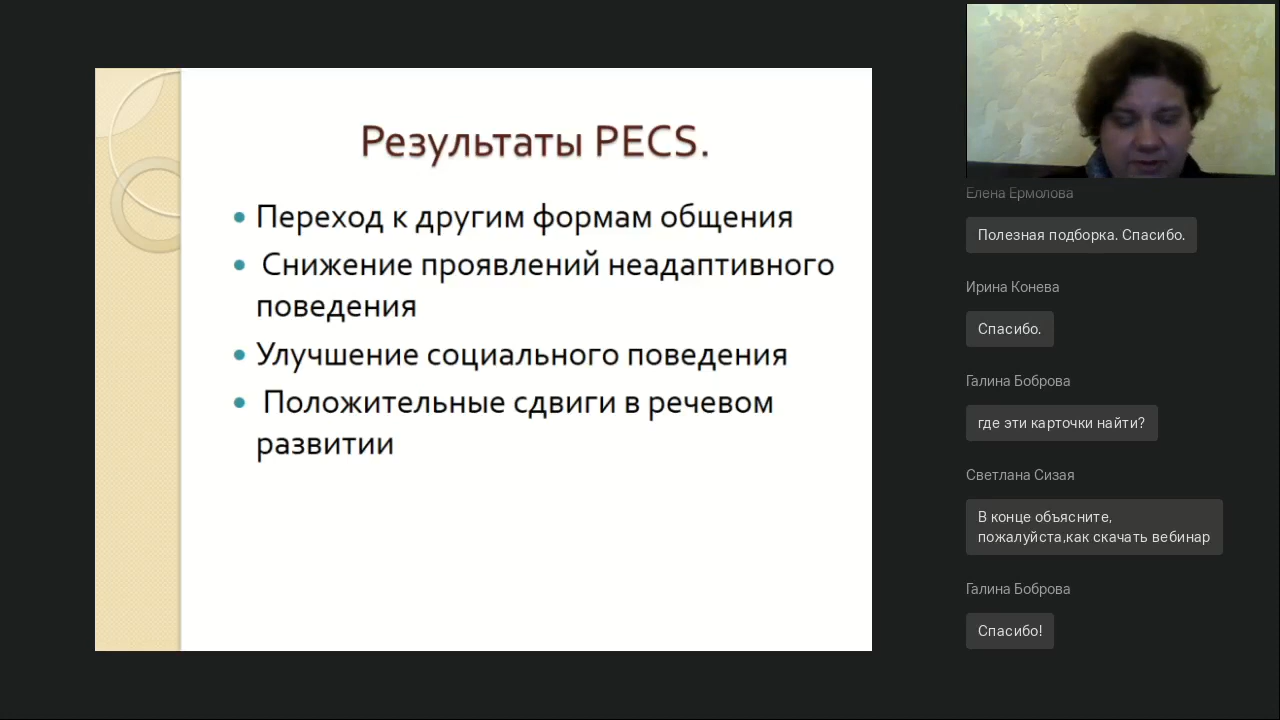 Результаты PECS.
• Переход к другим формам общения
• Снижение проявлений неадаптивного
поведения
• Улучшение социального поведения
• Положительные сдвиги в речевом
развитии
Елена Ермолова
Полезная подборка. Спасибо.
Ирина Конева
Спасибо.
Галина Боброва
где эти карточки найти?
Светлана Сизая
В конце объясните,
пожалуйста,как скачать вебинар
Галина Боброва
Спасибо!